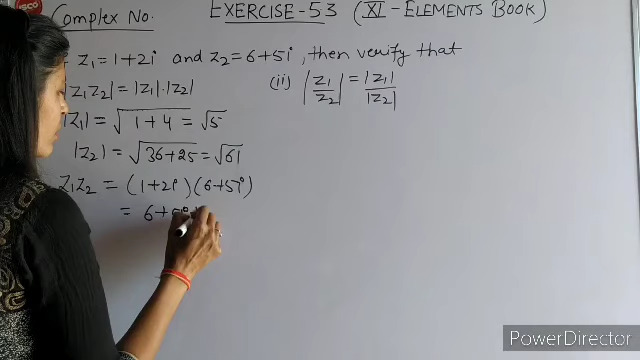 Complex No.
EXERCISE-53 (XI-ELEMENTS BOOK)
z₁=1+2i and z₂=6+5i, then verify that
|z₁z₂|=|z₁|.|z₂|
(ii) |z₁/z₂|=|z₁|/|z₂|
|z₁|=√1+4=√5
|z₂|=√36+25=√61
z₁z₂=(1+2i)(6+5i)
=6+5i
PowerDirector